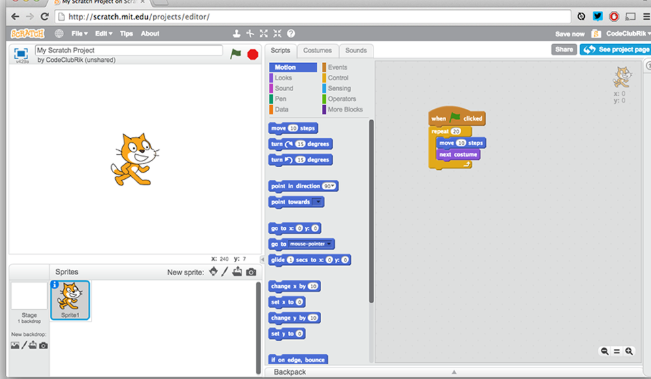 My Scratch Project on Scr
http://scratch.mit.edu/projects/editor/
SCRATCH File Edit Tips About Save now CodeClubRik
My Scratch Project
by CodeClubRik (unshared)
Scripts Costumes Sounds
Share See project page
Motion Events
Looks Control
Sound Sensing
Pen Operators
Data More Blocks
move 10 steps
turn 15 degrees
turn 15 degrees
point in direction 90
point towards
go to x: 0 y: 0
go to mouse-pointer
glide 1 secs to x: 0 y: 0
change x by 10
set x to 0
change y by 10
set y to 0
if on edge, bounce
when clicked
repeat 20
move 10 steps
next costume
x: 0
y: 0
x: 240 y: 7
Sprites New sprite:
Stage
1 backdrop
New backdrop:
Sprite1
Backpack